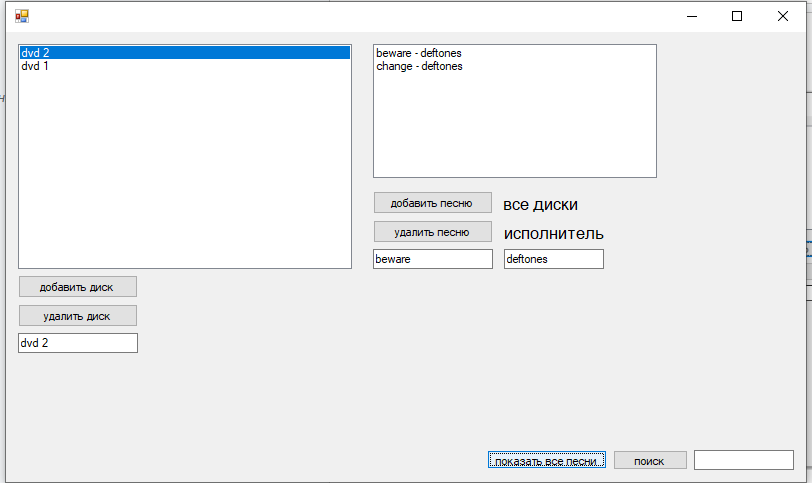 dvd 2
dvd 1
beware - deftones
change - deftones
добавить песню
все диски
удалить песню
исполнитель
beware
deftones
добавить диск
удалить диск
dvd 2
показать все песни
поиск